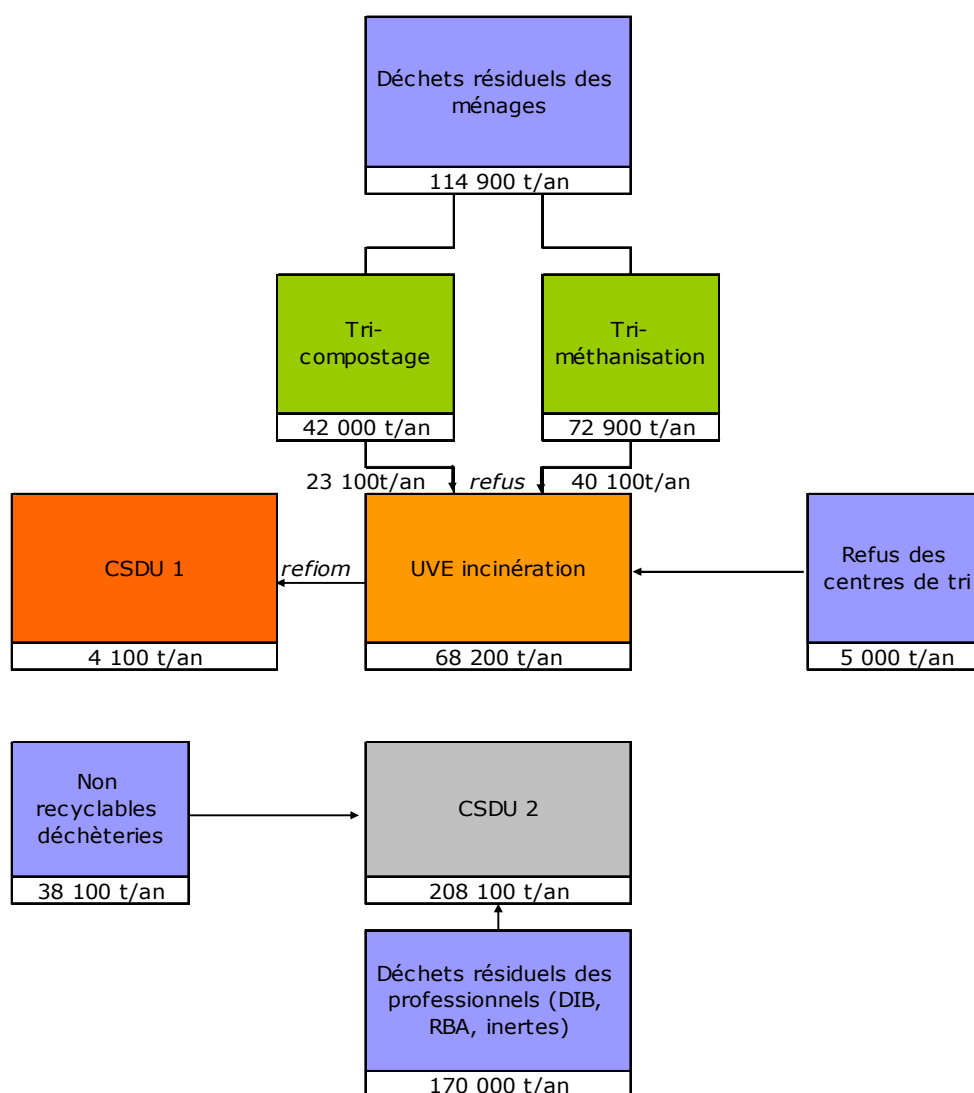 Déchets résiduels des
ménages
114 900 t/an
Tri-
compostage
42 000 t/an
Tri-
méthanisation
72 900 t/an
23 100t/an
refus
40 100t/an
CSDU 1
4 100 t/an
refiom
UVE incinération
68 200 t/an
Refus des
centres de tri
5 000 t/an
Non
recyclables
déchèteries
38 100 t/an
CSDU 2
208 100 t/an
Déchets résiduels des
professionnels (DIB,
RBA, inertes)
170 000 t/an